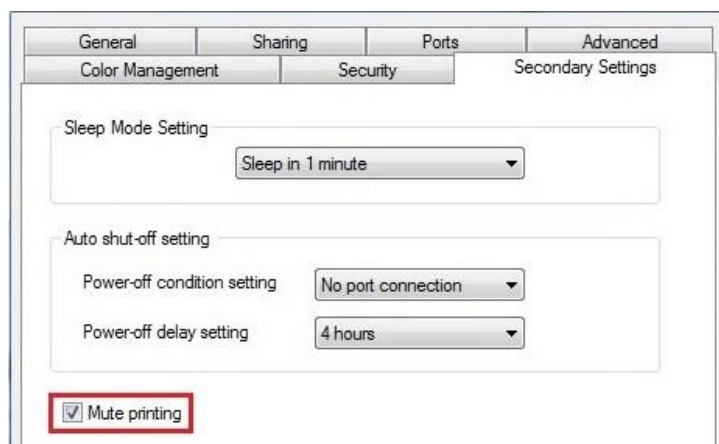 General Sharing Ports Advanced
Color Management Security Secondary Settings
Sleep Mode Setting
Sleep in 1 minute
Auto shut-off setting
Power-off condition setting No port connection
Power-off delay setting 4 hours
Mute printing